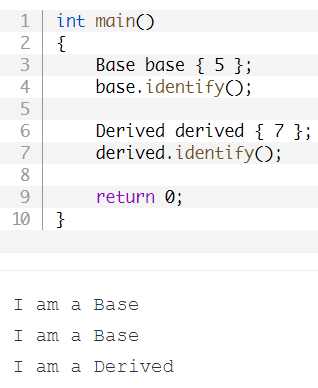 1 int main()
2 {
3     Base base { 5 };
4     base.identify();
5
6     Derived derived { 7 };
7     derived.identify();
8
9     return 0;
10 }
I am a Base
I am a Base
I am a Derived